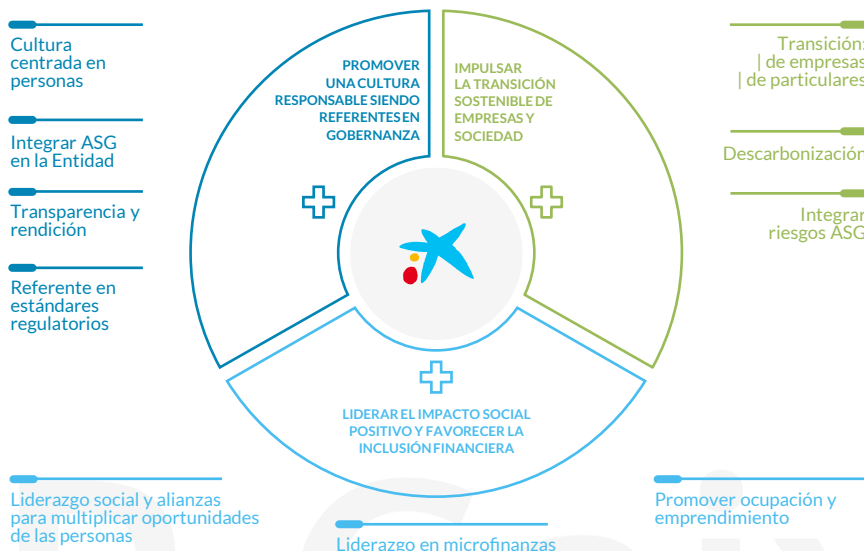 Cultura
centrada en
personas
Integrar ASG
en la Entidad
Transparencia y
rendición
Referente en
estándares
regulatorios
PROMOVER
UNA CULTURA
RESPONSABLE SIENDO
REFERENTES EN
GOBERNANZA
IMPULSAR
LA TRANSICIÓN
SOSTENIBLE DE
EMPRESAS Y
SOCIEDAD
Transición:
| de empresas
| de particulares
Descarbonización
Integrar
riesgos ASG
LIDERAR EL IMPACTO SOCIAL
POSITIVO Y FAVORECER LA
INCLUSIÓN FINANCIERA
Liderazgo social y alianzas
para multiplicar oportunidades
de las personas
Liderazgo en microfinanzas
Promover ocupación y
emprendimiento